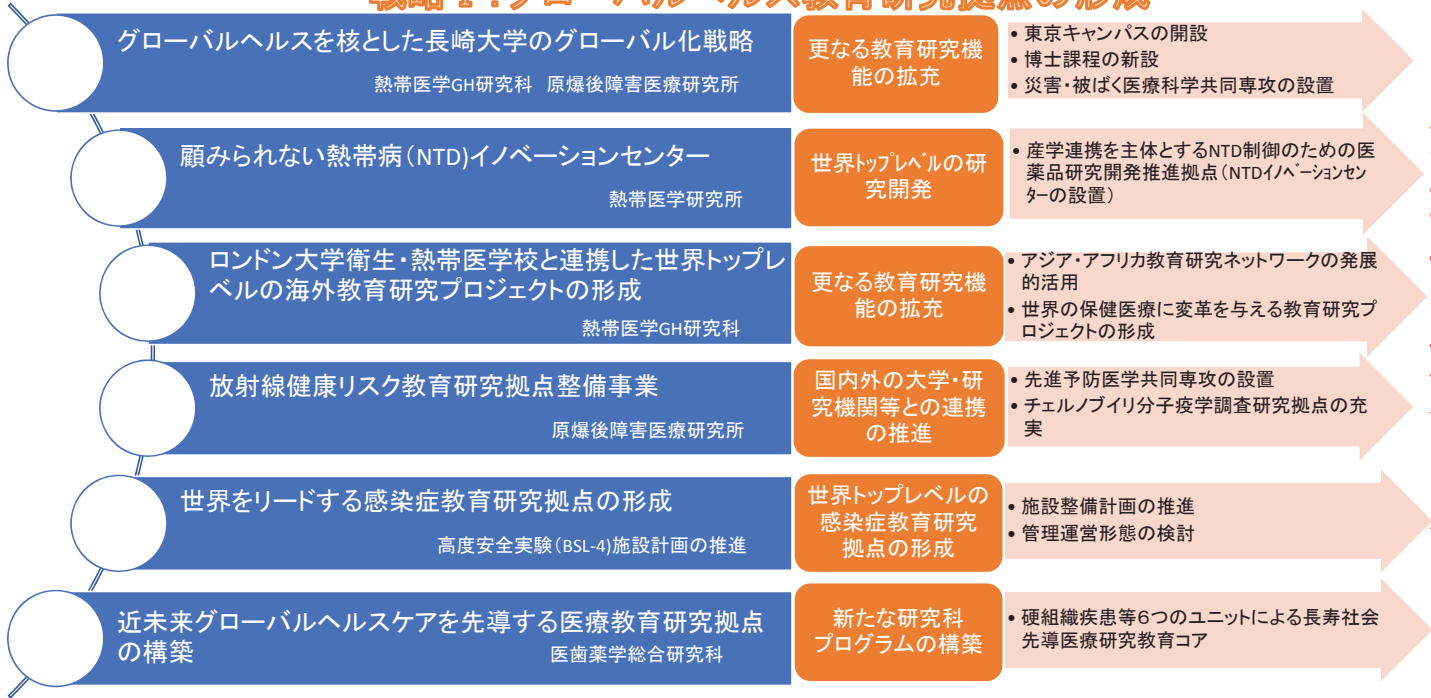 戦略1:グローバルヘルス教育研究拠点の形成
グローバルヘルスを核とした長崎大学のグローバル化戦略
熱帯医学GH研究科 原爆後障害医療研究所
更なる教育研究機
能の拡充
• 東京キャンパスの開設
• 博士課程の新設
• 災害・被ばく医療科学共同専攻の設置
顧みられない熱帯病(NTD)イノベーションセンター
熱帯医学研究所
世界トップレベルの研
究開発
• 産学連携を主体とするNTD制御のための医
薬品研究開発推進拠点(NTDイノベーションセン
ターの設置)
ロンドン大学衛生・熱帯医学校と連携した世界トップレ
ベルの海外教育研究プロジェクトの形成
熱帯医学GH研究科
更なる教育研究機
能の拡充
• アジア・アフリカ教育研究ネットワークの発展
的活用
• 世界の保健医療に変革を与える教育研究プ
ロジェクトの形成
放射線健康リスク教育研究拠点整備事業
原爆後障害医療研究所
国内外の大学・研
究機関等との連携
の推進
• 先進予防医学共同専攻の設置
• チェルノブイリ分子疫学調査研究拠点の充
実
世界をリードする感染症教育研究拠点の形成
高度安全実験(BSL-4)施設計画の推進
世界トップレベルの
感染症教育研究
拠点の形成
• 施設整備計画の推進
• 管理運営形態の検討
近未来グローバルヘルスケアを先導する医療教育研究拠点
の構築
医歯薬学総合研究科
新たな研究科
プログラムの構築
• 硬組織疾患等6つのユニットによる長寿社会
先導医療研究教育コア